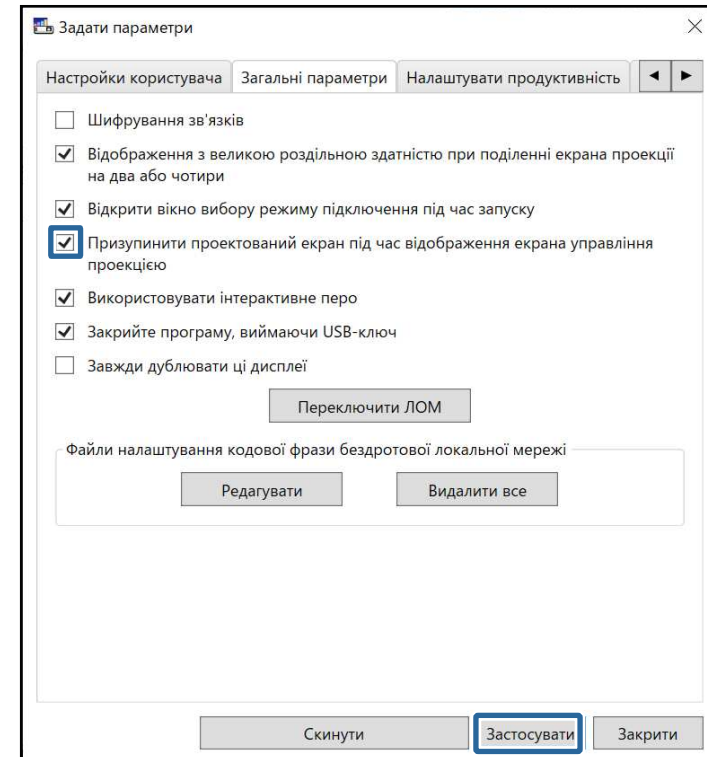 Задати параметри
Настройки користувача Загальні параметри Налаштувати продуктивність
Шифрування зв'язків
Відображення з великою роздільною здатністю при поділенні екрана проекції
на два або чотири
Відкрити вікно вибору режиму підключення під час запуску
Призупинити проектований екран під час відображення екрана управління
проекцією
Використовувати інтерактивне перо
Закрийте програму, виймаючи USB-ключ
Завжди дублювати ці дисплеї
Переключити ЛОМ
Файли налаштування кодової фрази бездротової локальної мережі
Редагувати Видалити все
Скинути Застосувати Закрити